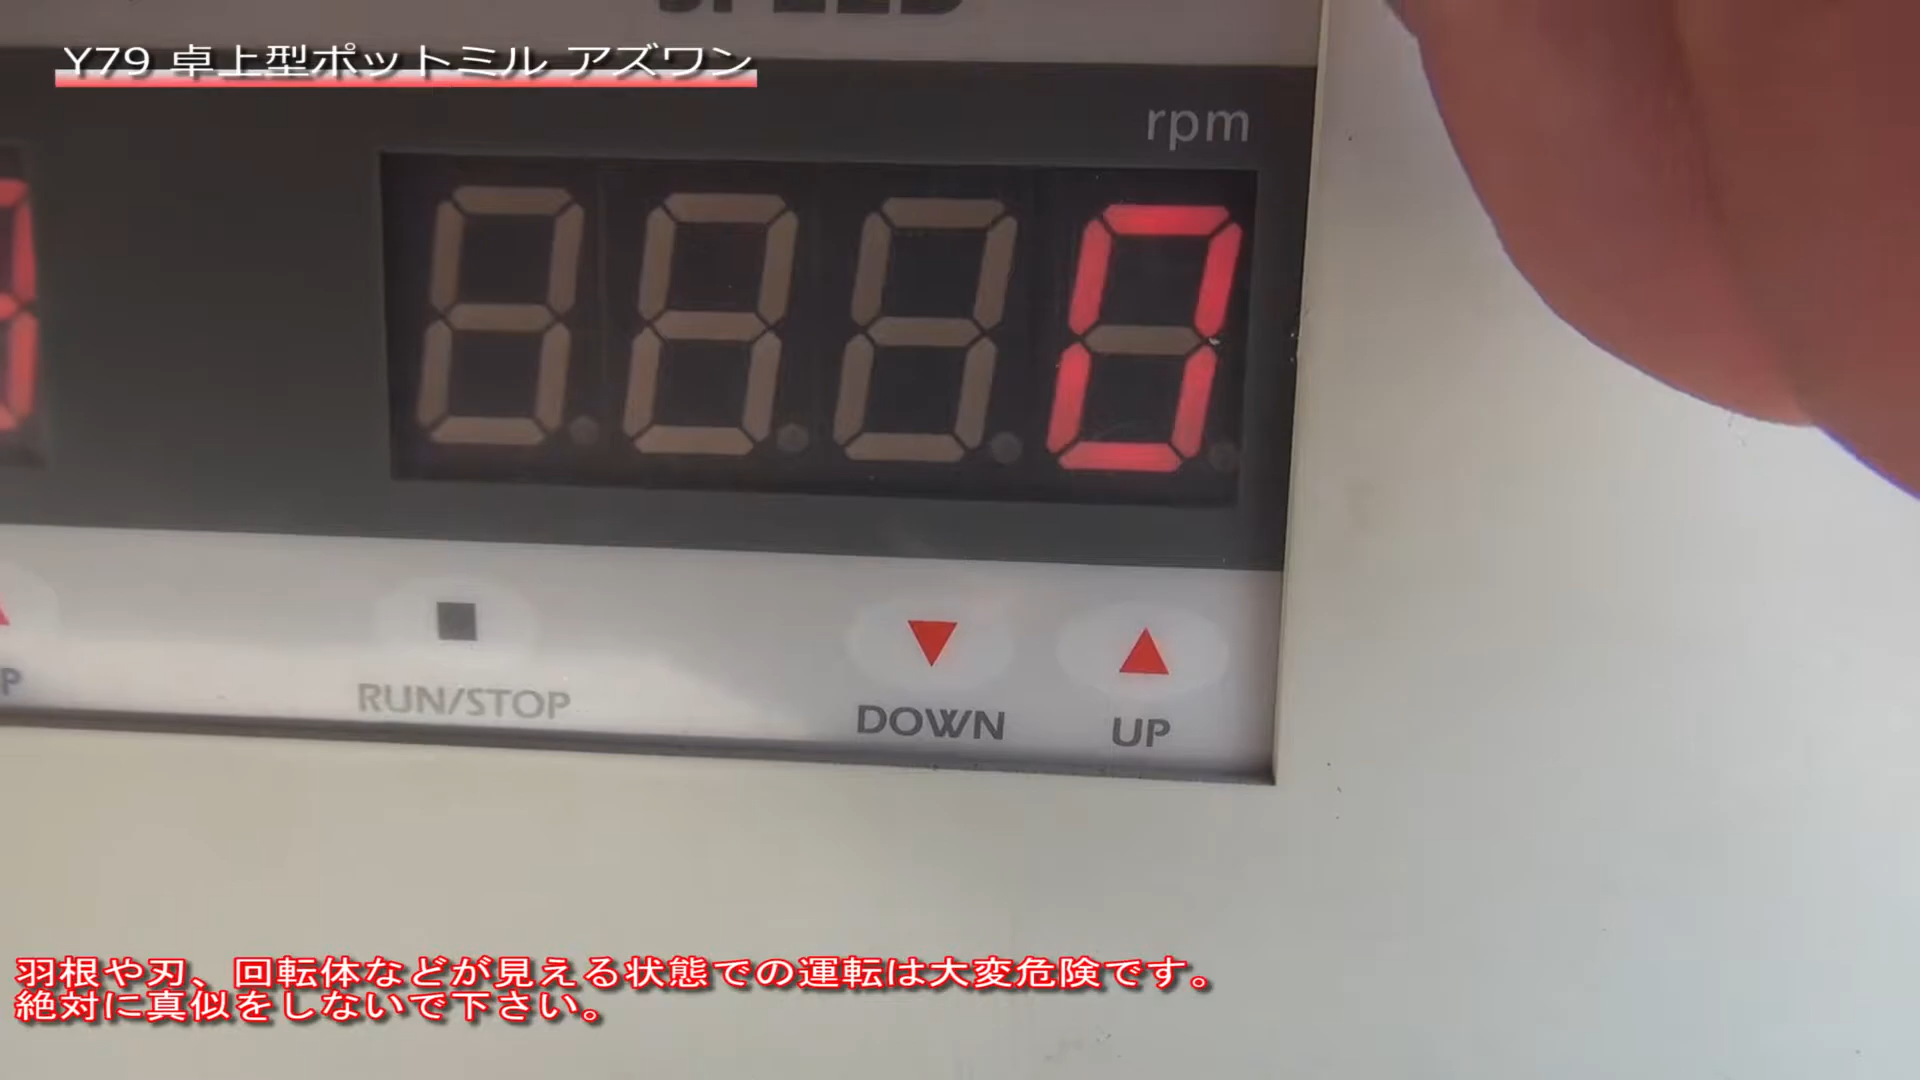 SPEED
Y79 卓上型ポットミル アズワン
rpm
0
RUN/STOP
DOWN
UP
羽根や刃、回転体などが見える状態での運転は大変危険です。
絶対に真似をしないで下さい。